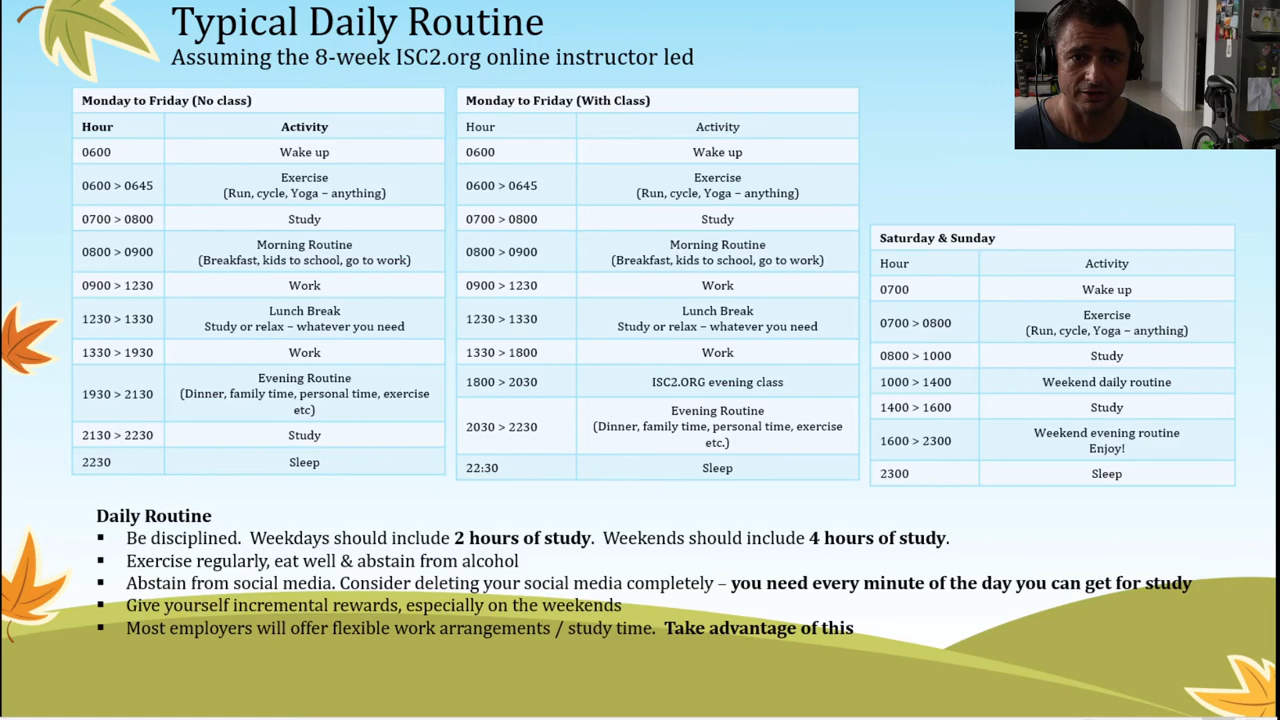 Typical Daily Routine
Assuming the 8-week ISC2.org online instructor led
Monday to Friday (No class)
Hour Activity
0600 Wake up
0600 > 0645 Exercise
(Run, cycle, Yoga – anything)
0700 > 0800 Study
0800 > 0900 Morning Routine
(Breakfast, kids to school, go to work)
0900 > 1230 Work
1230 > 1330 Lunch Break
Study or relax – whatever you need
1330 > 1930 Work
1930 > 2130 Evening Routine
(Dinner, family time, personal time, exercise
etc)
2130 > 2230 Study
2230 Sleep
Monday to Friday (With Class)
Hour Activity
0600 Wake up
0600 > 0645 Exercise
(Run, cycle, Yoga – anything)
0700 > 0800 Study
0800 > 0900 Morning Routine
(Breakfast, kids to school, go to work)
0900 > 1230 Work
1230 > 1330 Lunch Break
Study or relax – whatever you need
1330 > 1800 Work
1800 > 2030 ISC2.ORG evening class
2030 > 2230 Evening Routine
(Dinner, family time, personal time, exercise
etc.)
22:30 Sleep
Saturday & Sunday
Hour Activity
0700 Wake up
0700 > 0800 Exercise
(Run, cycle, Yoga – anything)
0800 > 1000 Study
1000 > 1400 Weekend daily routine
1400 > 1600 Study
1600 > 2300 Weekend evening routine
Enjoy!
2300 Sleep
Daily Routine
▪ Be disciplined. Weekdays should include 2 hours of study. Weekends should include 4 hours of study.
▪ Exercise regularly, eat well & abstain from alcohol
▪ Abstain from social media. Consider deleting your social media completely – you need every minute of the day you can get for study
▪ Give yourself incremental rewards, especially on the weekends
▪ Most employers will offer flexible work arrangements / study time. Take advantage of this